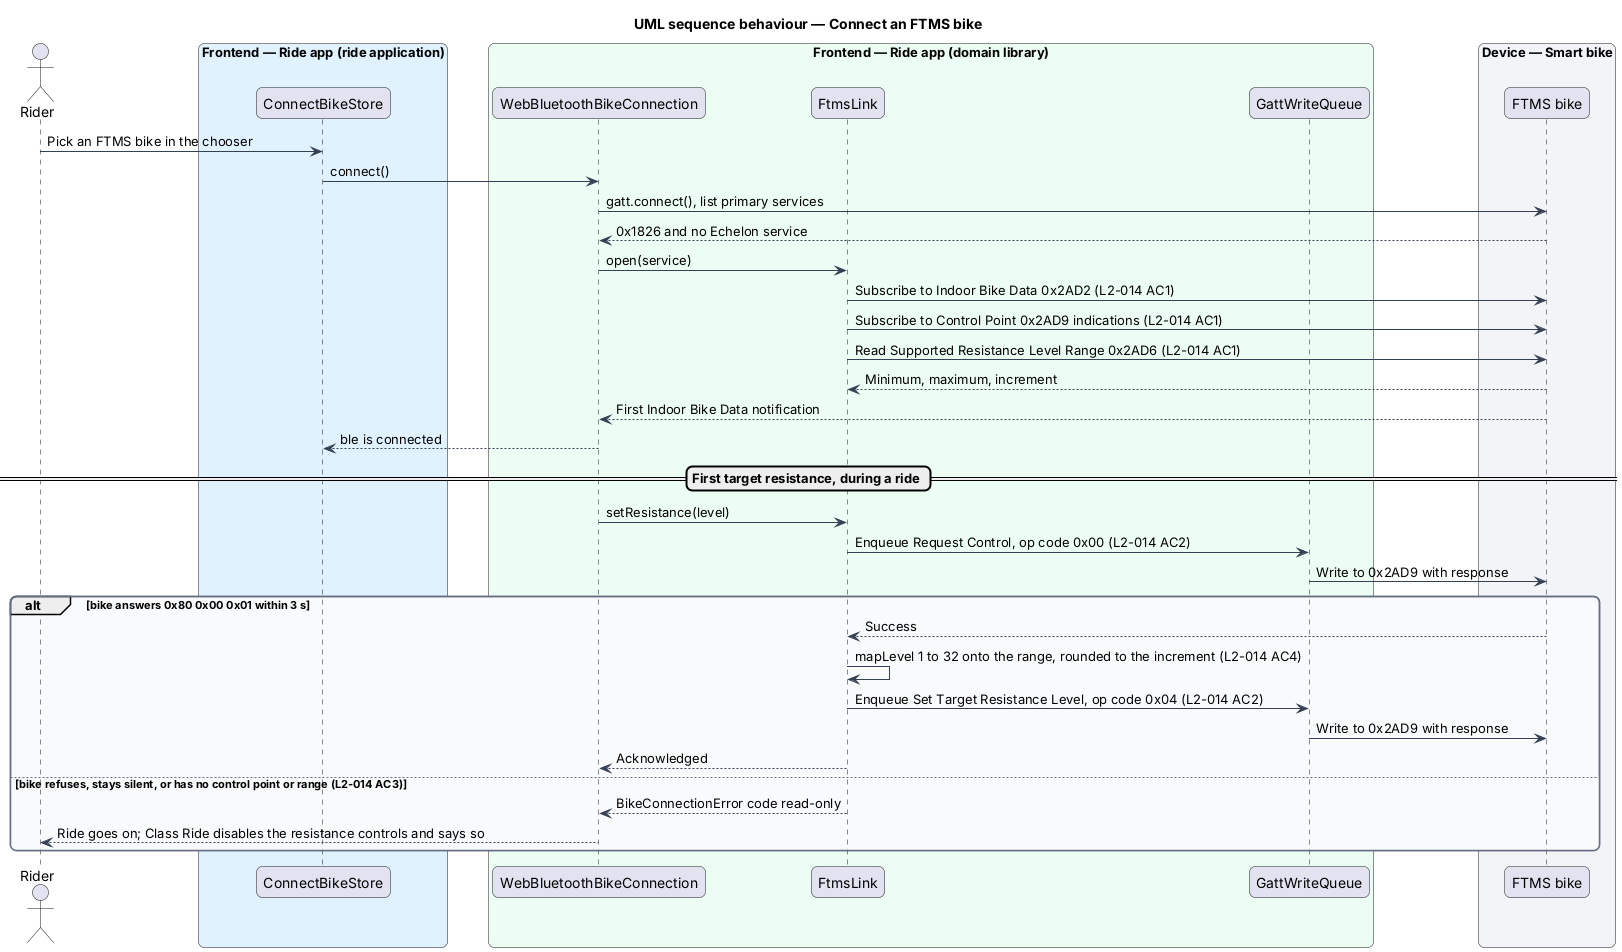 UML sequence behaviour — Connect an FTMS bike
Frontend — Ride app (ride application)
Frontend — Ride app (domain library)
Device — Smart bike
Rider
ConnectBikeStore
WebBluetoothBikeConnection
FtmsLink
GattWriteQueue
FTMS bike
Pick an FTMS bike in the chooser
connect()
gatt.connect(), list primary services
0x1826 and no Echelon service
open(service)
Subscribe to Indoor Bike Data 0x2AD2 (L2-014 AC1)
Subscribe to Control Point 0x2AD9 indications (L2-014 AC1)
Read Supported Resistance Level Range 0x2AD6 (L2-014 AC1)
Minimum, maximum, increment
First Indoor Bike Data notification
ble is connected
First target resistance, during a ride
setResistance(level)
Enqueue Request Control, op code 0x00 (L2-014 AC2)
Write to 0x2AD9 with response
alt
[bike answers 0x80 0x00 0x01 within 3 s]
Success
mapLevel 1 to 32 onto the range, rounded to the increment (L2-014 AC4)
Enqueue Set Target Resistance Level, op code 0x04 (L2-014 AC2)
Write to 0x2AD9 with response
Acknowledged
[bike refuses, stays silent, or has no control point or range (L2-014 AC3)]
BikeConnectionError code read-only
Ride goes on; Class Ride disables the resistance controls and says so
Rider
ConnectBikeStore
WebBluetoothBikeConnection
FtmsLink
GattWriteQueue
FTMS bike